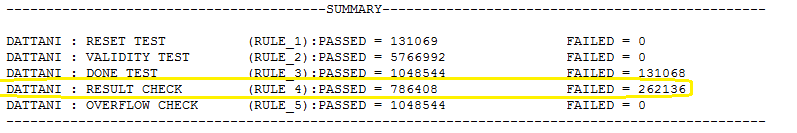 ----------------------------------------SUMMARY------------------------------------------------
DATTANI : RESET TEST (RULE_1):PASSED = 131069 FAILED = 0
DATTANI : VALIDITY TEST (RULE_2):PASSED = 5766992 FAILED = 0
DATTANI : DONE TEST (RULE_3):PASSED = 1048544 FAILED = 131068
DATTANI : RESULT CHECK (RULE_4):PASSED = 786408 FAILED = 262136
DATTANI : OVERFLOW CHECK (RULE_5):PASSED = 1048544 FAILED = 0
-----------------------------------------------------------------------------------------------